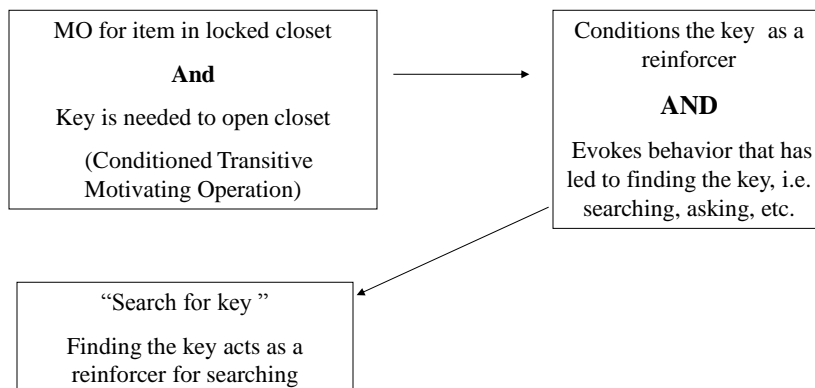 MO for item in locked closet
And
Key is needed to open closet
(Conditioned Transitive
Motivating Operation)
Conditions the key as a
reinforcer
AND
Evokes behavior that has
led to finding the key, i.e.
searching, asking, etc.
“Search for key ”
Finding the key acts as a
reinforcer for searching